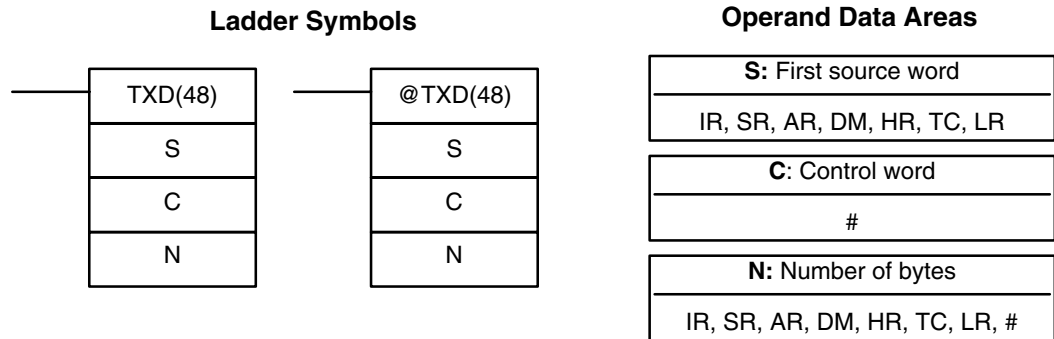 Ladder Symbols
TXD(48)
S
C
N
@TXD(48)
S
C
N
Operand Data Areas
S: First source word
IR, SR, AR, DM, HR, TC, LR
C: Control word
#
N: Number of bytes
IR, SR, AR, DM, HR, TC, LR, #